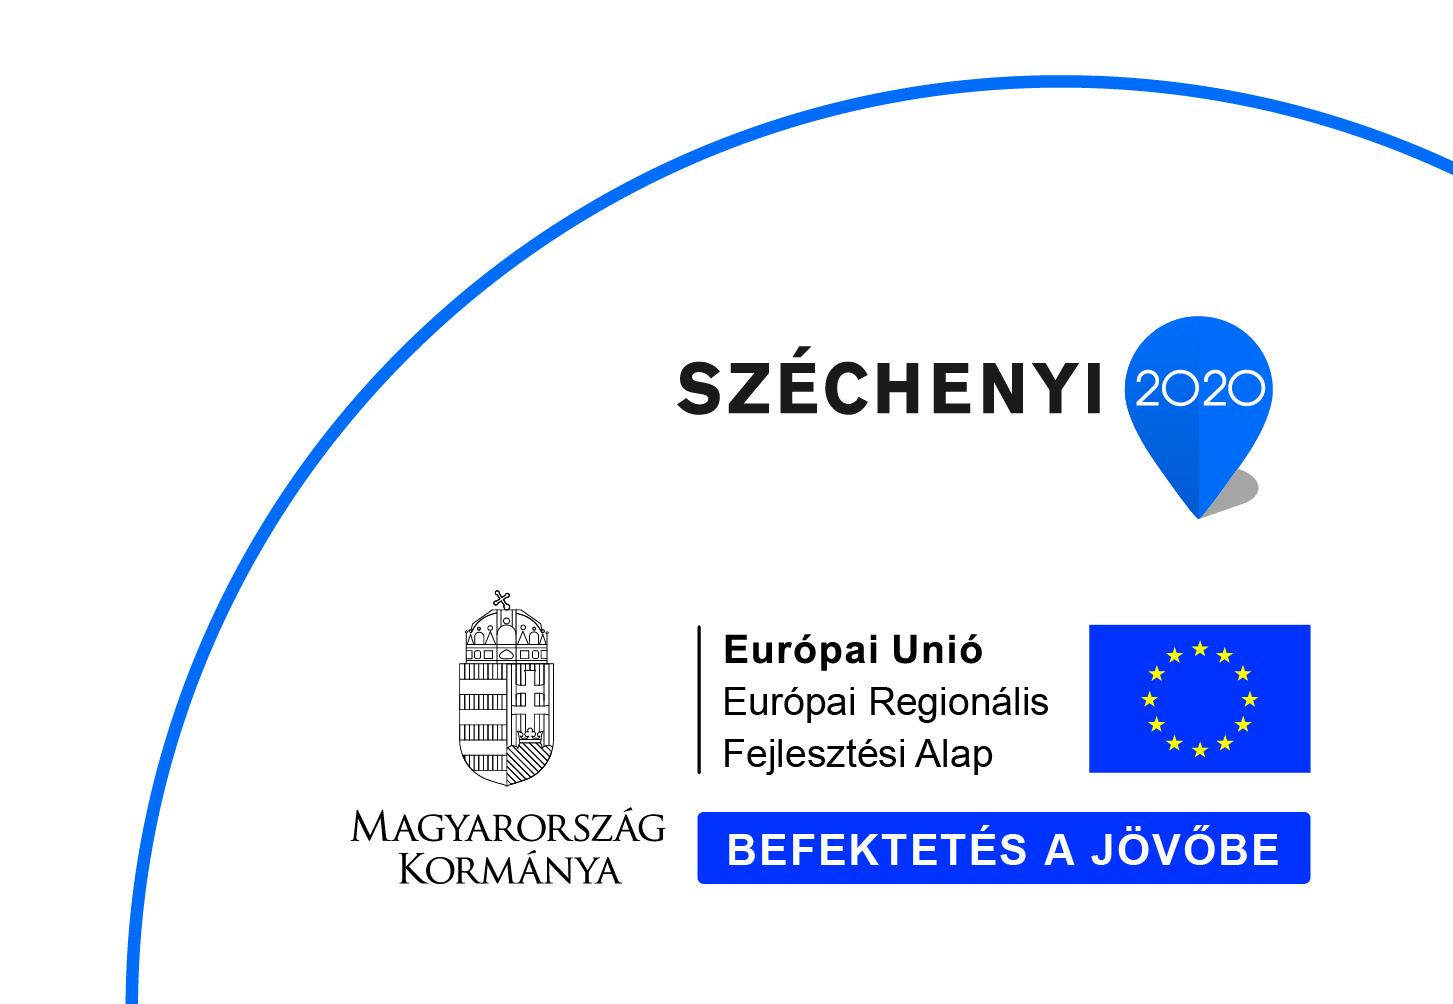 SZÉCHENYI 2020
Európai Unió
Európai Regionális
Fejlesztési Alap
MAGYARORSZÁG
KORMÁNYA
BEFEKTETÉS A JÖVŐBE